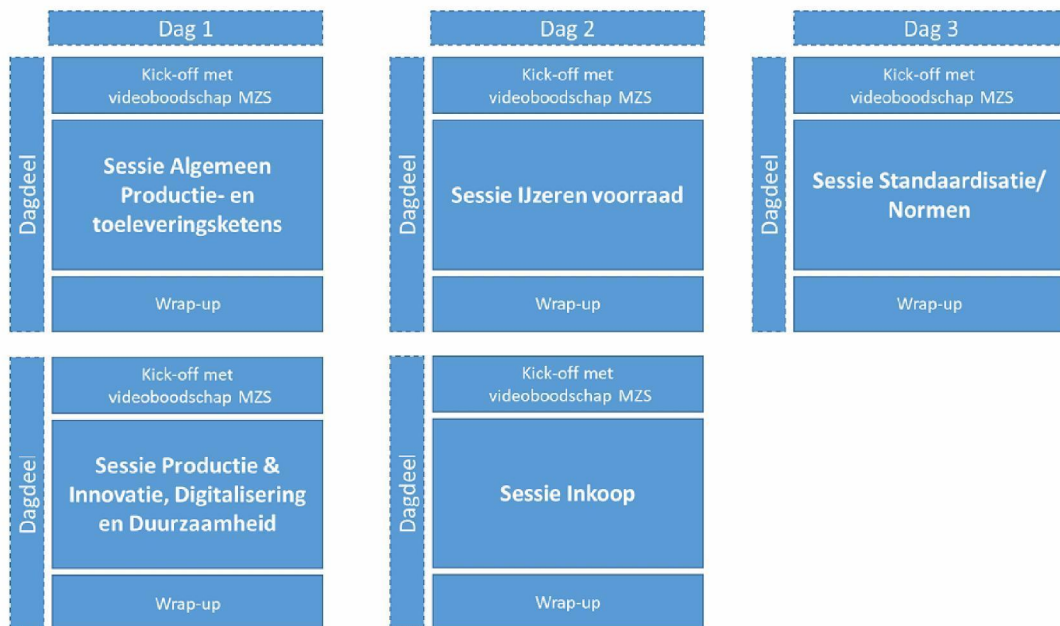 Dag 1
Dagdeel
Kick-off met
videoboodschap MZS
Sessie Algemeen
Productie- en
toeleveringsketens
Wrap-up
Dagdeel
Kick-off met
videoboodschap MZS
Sessie Productie &
Innovatie, Digitalisering
en Duurzaamheid
Wrap-up
Dag 2
Dagdeel
Kick-off met
videoboodschap MZS
Sessie IJzeren voorraad
Wrap-up
Dagdeel
Kick-off met
videoboodschap MZS
Sessie Inkoop
Wrap-up
Dag 3
Dagdeel
Kick-off met
videoboodschap MZS
Sessie Standaardisatie/
Normen
Wrap-up